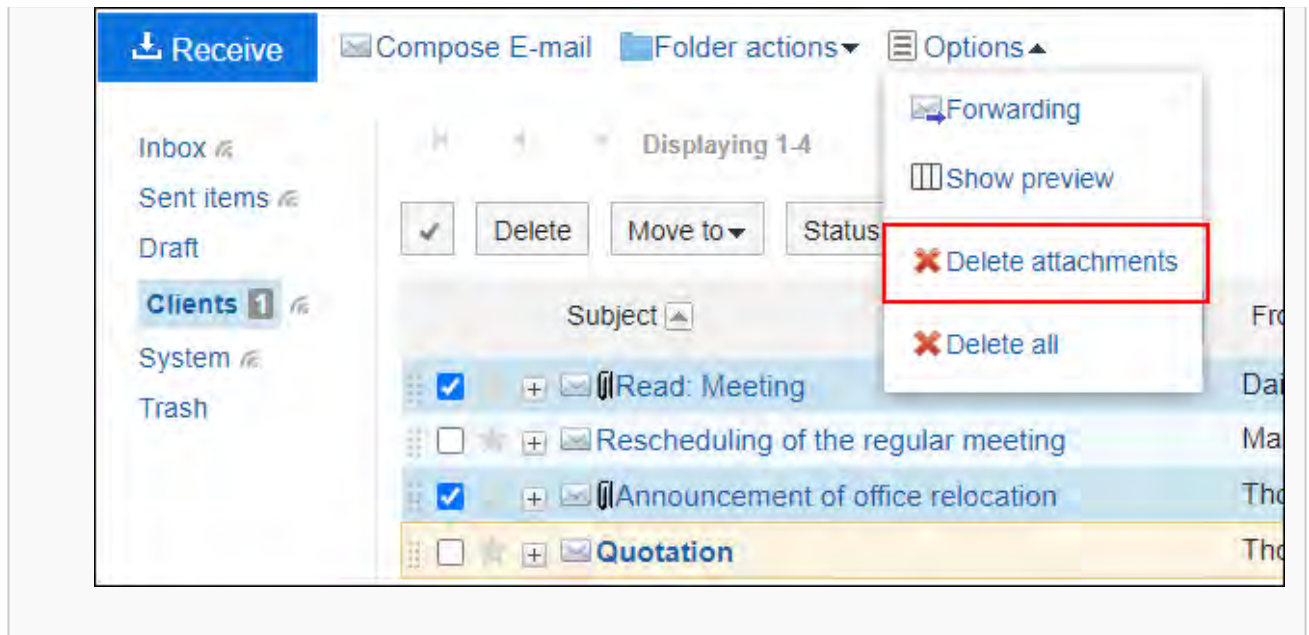 Receive Compose E-mail Folder actions Options
Forwarding
Inbox Displaying 1-4
Show preview
Sent items
Delete Move to Status
Draft
Delete attachments
Clients 1
Subject
Delete all
System
Read: Meeting
Trash
Rescheduling of the regular meeting
Announcement of office relocation
Quotation